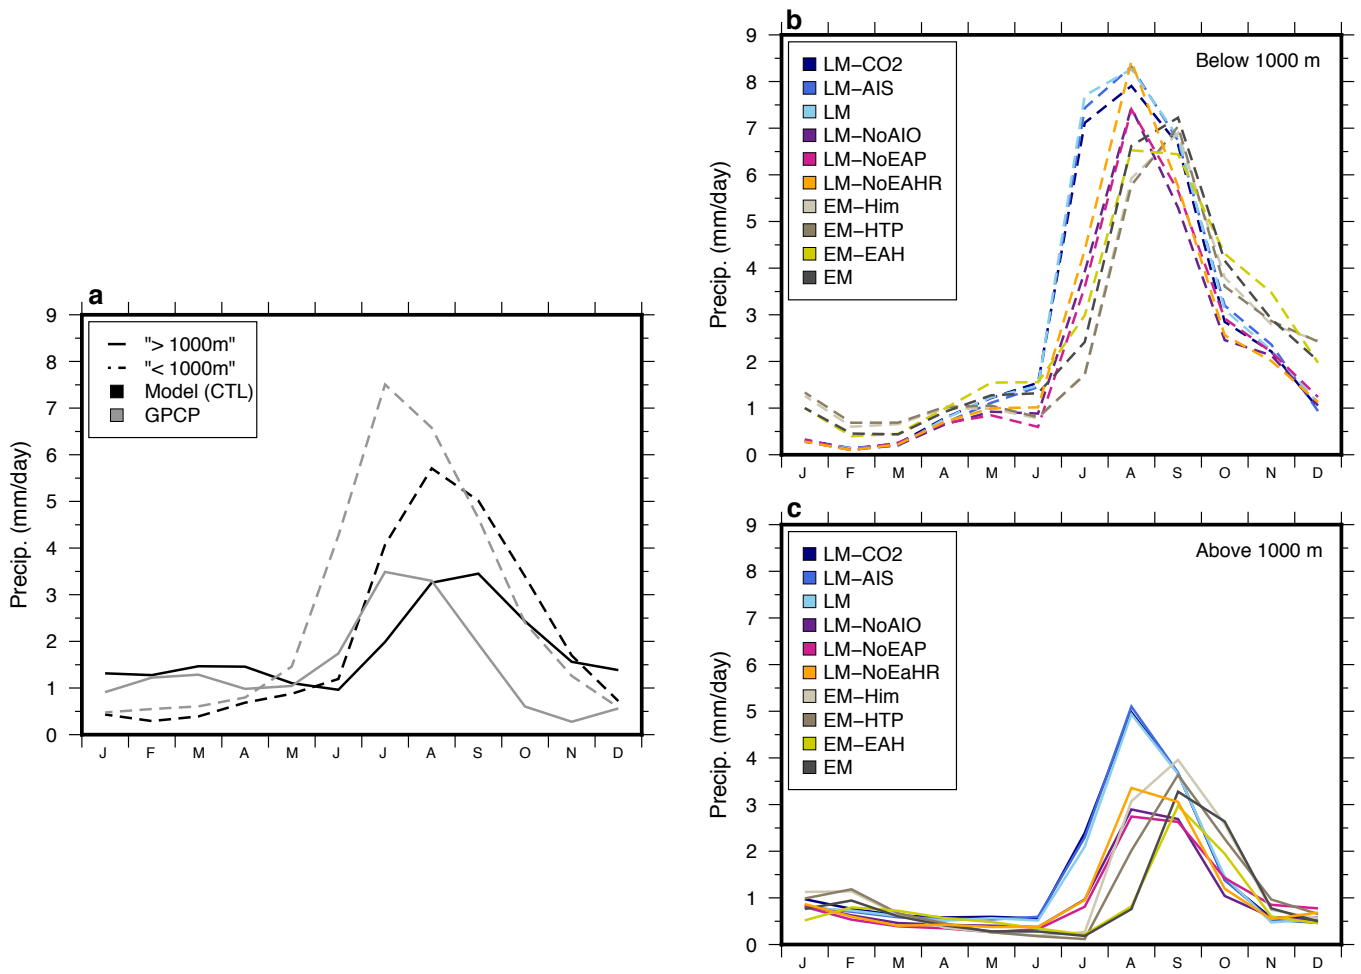 a
Precip. (mm/day)
9
8
7
6
5
4
3
2
1
0
"> 1000m"
"< 1000m"
Model (CTL)
GPCP
J F M A M J J A S O N D
b
Precip. (mm/day)
9
8
7
6
5
4
3
2
1
0
Below 1000 m
LM−CO2
LM−AIS
LM
LM−NoAIO
LM−NoEAP
LM−NoEAHR
EM−Him
EM−HTP
EM−EAH
EM
J F M A M J J A S O N D
c
Precip. (mm/day)
9
8
7
6
5
4
3
2
1
0
Above 1000 m
LM−CO2
LM−AIS
LM
LM−NoAIO
LM−NoEAP
LM−NoEaHR
EM−Him
EM−HTP
EM−EAH
EM
J F M A M J J A S O N D